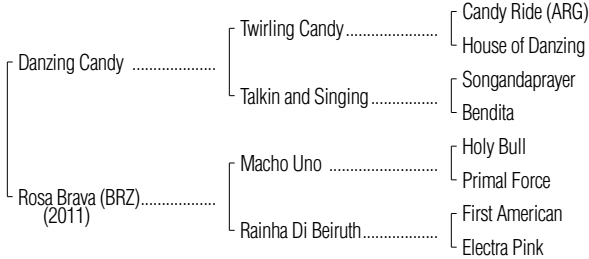 Candy Ride (ARG)
Twirling Candy..................
House of Danzing
Danzing Candy ................
Songandaprayer
Talkin and Singing.............
Bendita
Holy Bull
Macho Uno .....................
Primal Force
Rosa Brava (BRZ)..............
(2011)
First American
Rainha Di Beiruth..............
Electra Pink